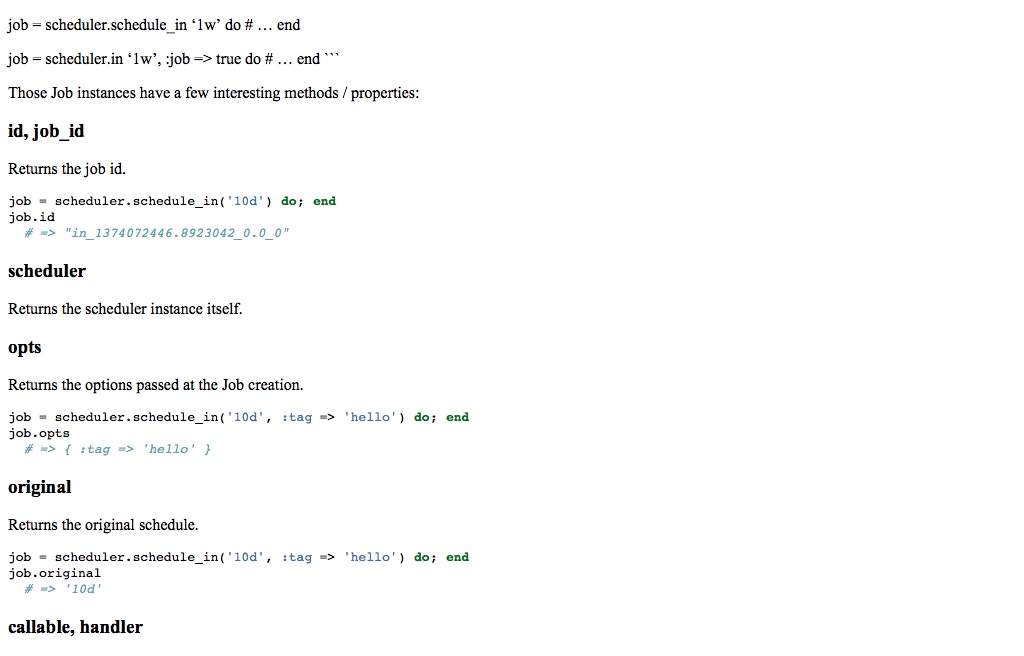 job = scheduler.schedule_in ‘1w’ do # … end
job = scheduler.in ‘1w’, :job => true do # … end ```
Those Job instances have a few interesting methods / properties:
id, job_id
Returns the job id.
job = scheduler.schedule_in('10d') do; end
job.id
  # => "in_1374072446.8923042_0.0_0"
scheduler
Returns the scheduler instance itself.
opts
Returns the options passed at the Job creation.
job = scheduler.schedule_in('10d', :tag => 'hello') do; end
job.opts
  # => { :tag => 'hello' }
original
Returns the original schedule.
job = scheduler.schedule_in('10d', :tag => 'hello') do; end
job.original
  # => '10d'
callable, handler